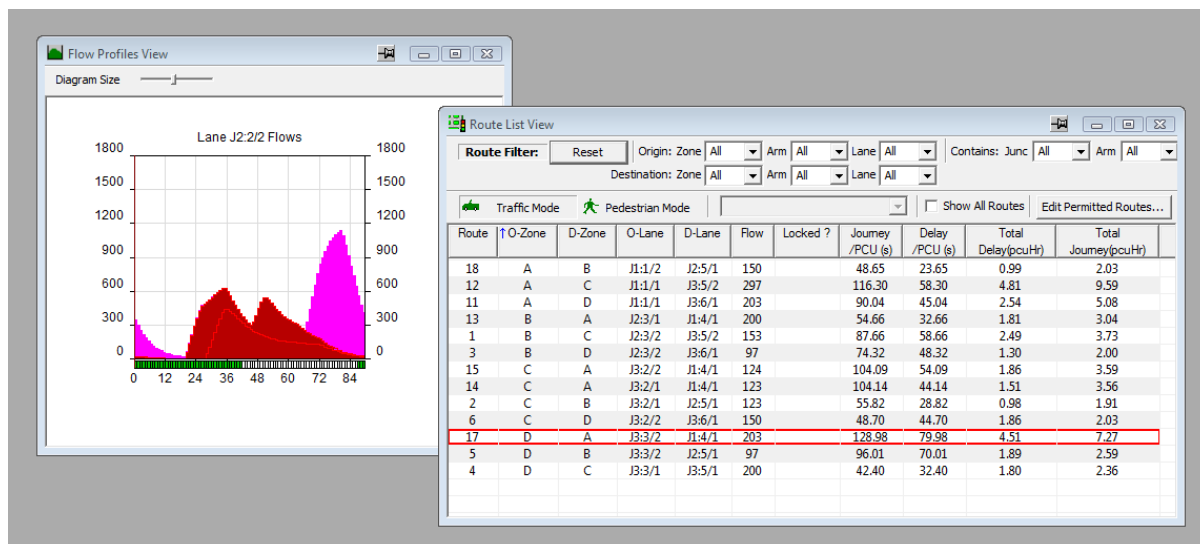 Flow Profiles View
Diagram Size
Lane J2:2/2 Flows
1800 1800
1500 1500
1200 1200
900 900
600 600
300 300
0 0
0 12 24 36 48 60 72 84
Route List View
Route Filter: Reset Origin: Zone All Arm All Lane All Contains: Junc All Arm All
Destination: Zone All Arm All Lane All
Traffic Mode Pedestrian Mode Show All Routes Edit Permitted Routes...
Route ↑O-Zone D-Zone O-Lane D-Lane Flow Locked ? Journey Delay Total Total
/PCU (s) /PCU (s) Delay(pcuHr) Journey(pcuHr)
18 A B J1:1/2 J2:5/1 150 48.65 23.65 0.99 2.03
12 A C J1:1/1 J3:5/2 297 116.30 58.30 4.81 9.59
11 A D J1:1/1 J3:6/1 203 90.04 45.04 2.54 5.08
13 B A J2:3/1 J1:4/1 200 54.66 32.66 1.81 3.04
1 B C J2:3/2 J3:5/2 153 87.66 58.66 2.49 3.73
3 B D J2:3/2 J3:6/1 97 74.32 48.32 1.30 2.00
15 C A J3:2/2 J1:4/1 124 104.09 54.09 1.86 3.59
14 C A J3:2/1 J1:4/1 123 104.14 44.14 1.51 3.56
2 C B J3:2/1 J2:5/1 123 55.82 28.82 0.98 1.91
6 C D J3:2/2 J3:6/1 150 48.70 44.70 1.86 2.03
17 D A J3:3/2 J1:4/1 203 128.98 79.98 4.51 7.27
5 D B J3:3/2 J2:5/1 97 96.01 70.01 1.89 2.59
4 D C J3:3/1 J3:5/1 200 42.40 32.40 1.80 2.36